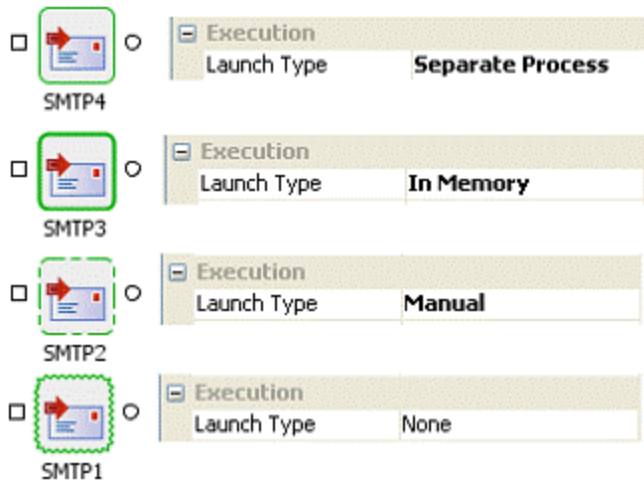 Execution
Launch Type Separate Process
SMTP4
Execution
Launch Type In Memory
SMTP3
Execution
Launch Type Manual
SMTP2
Execution
Launch Type None
SMTP1